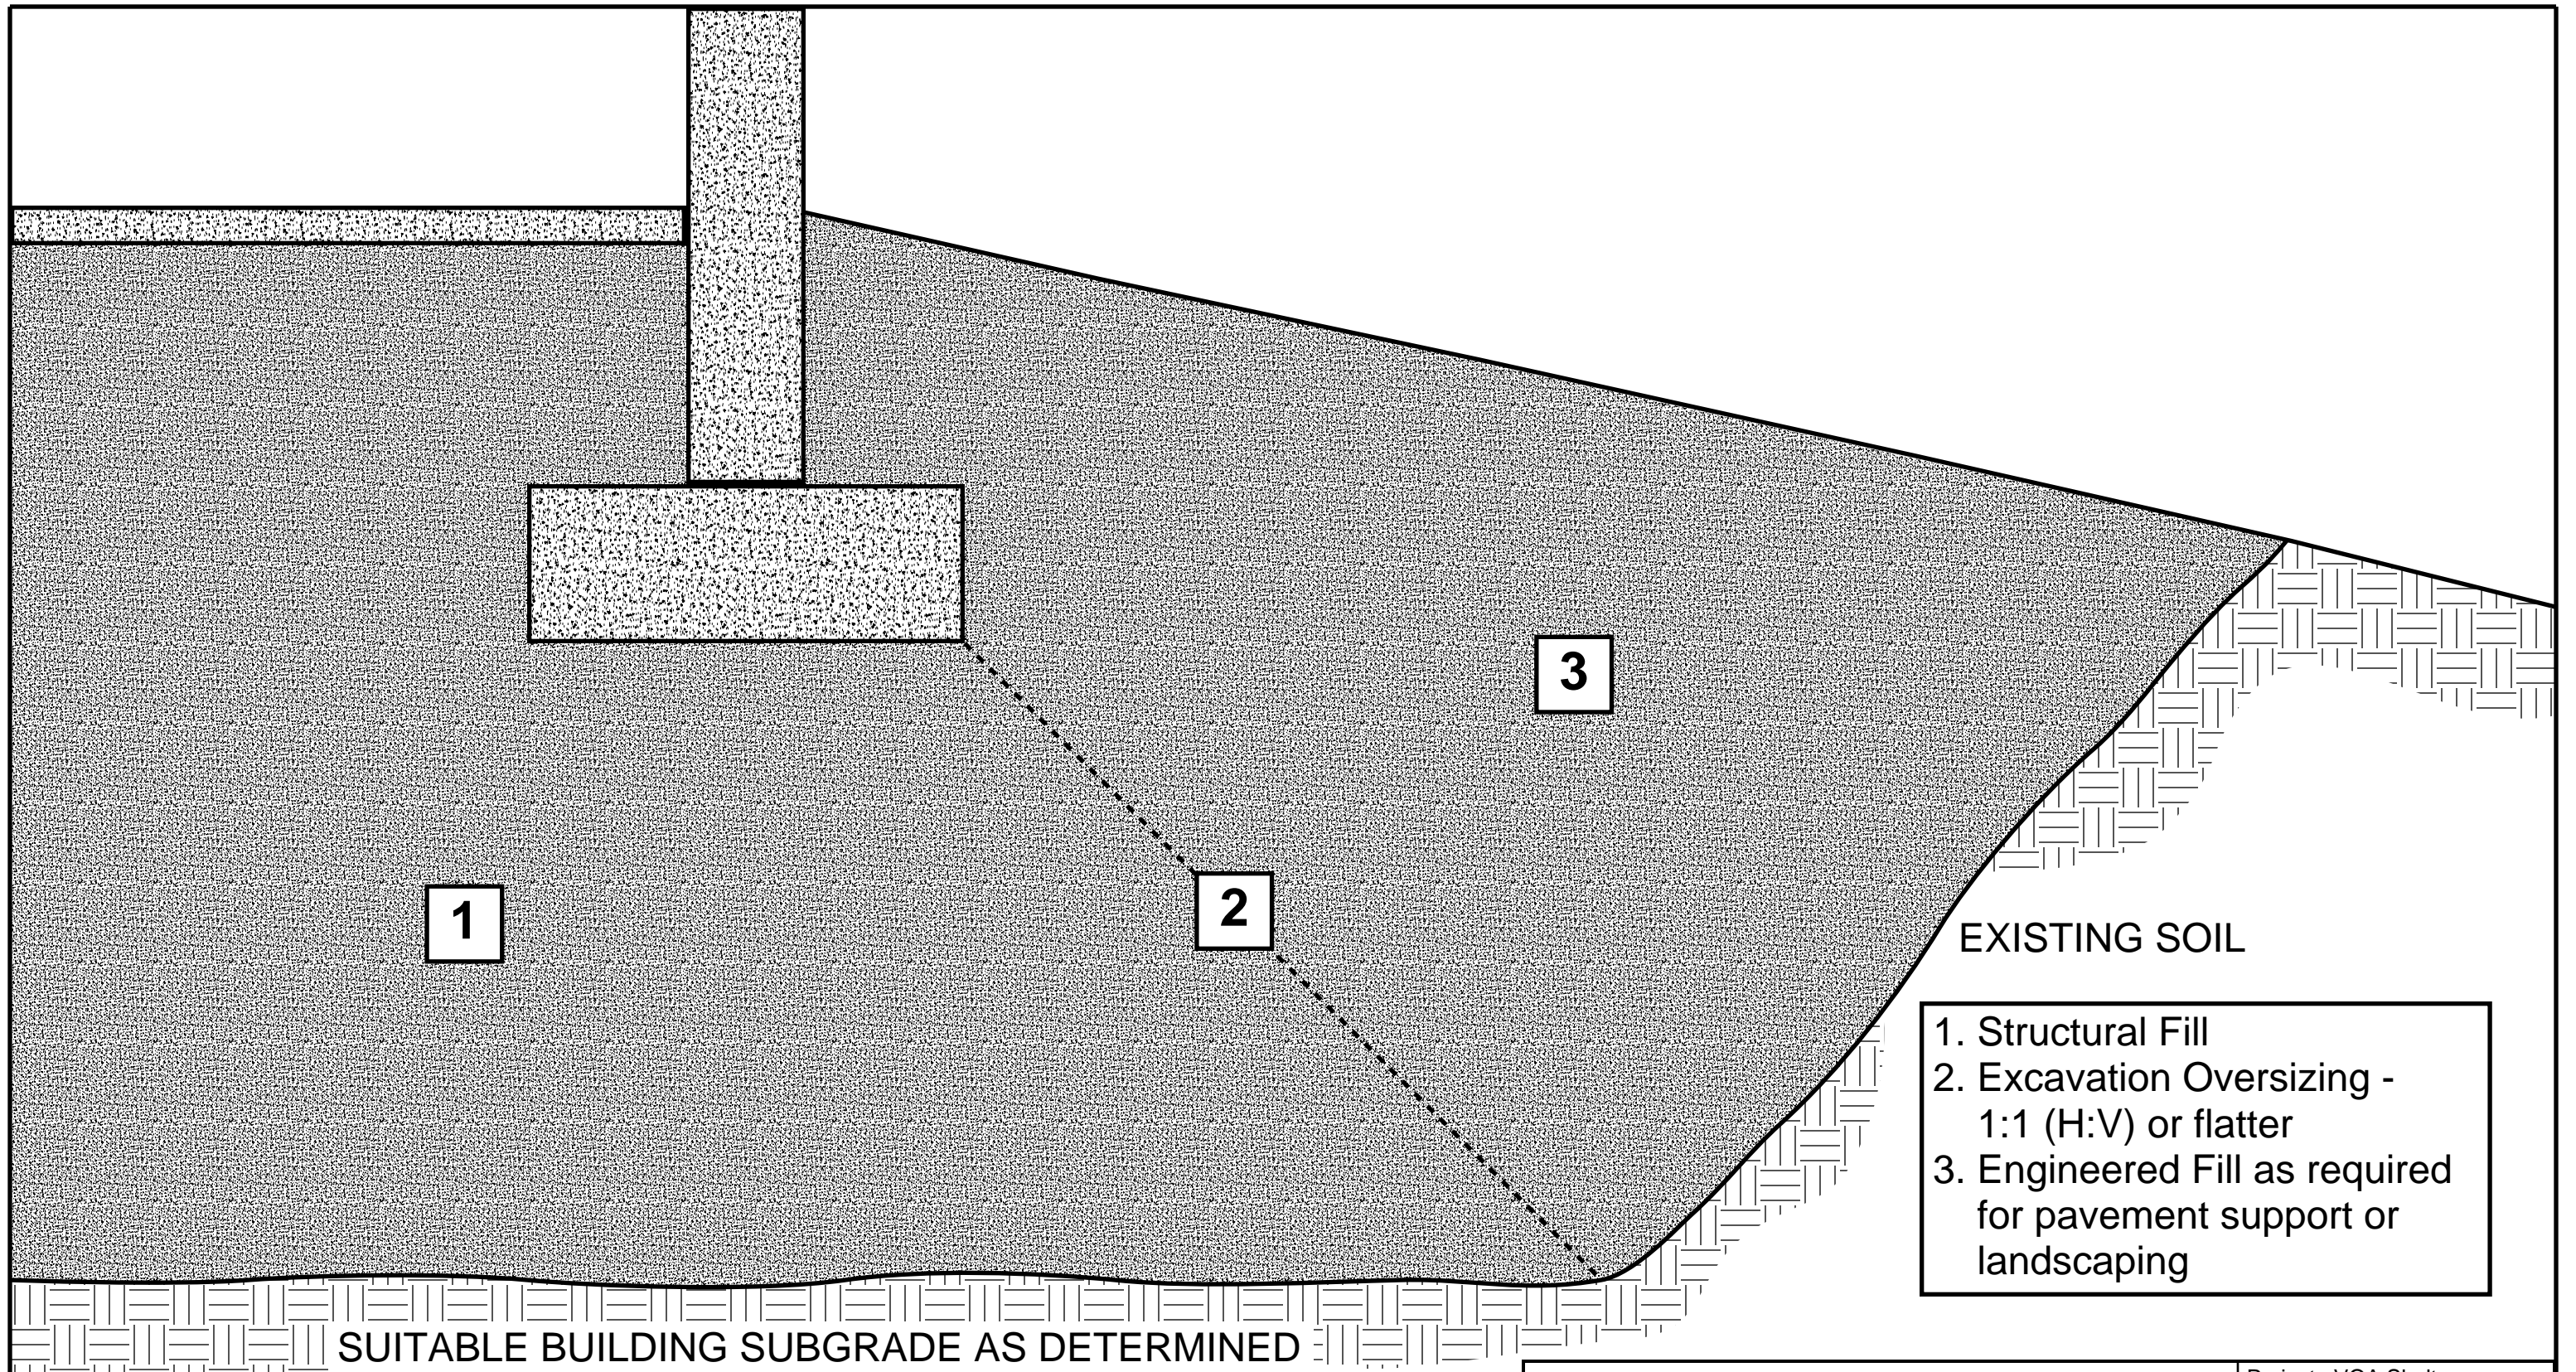 3
1
2
EXISTING SOIL
1. Structural Fill
2. Excavation Oversizing -
1:1 (H:V) or flatter
3. Engineered Fill as required
for pavement support or
landscaping
SUITABLE BUILDING SUBGRADE AS DETERMINED